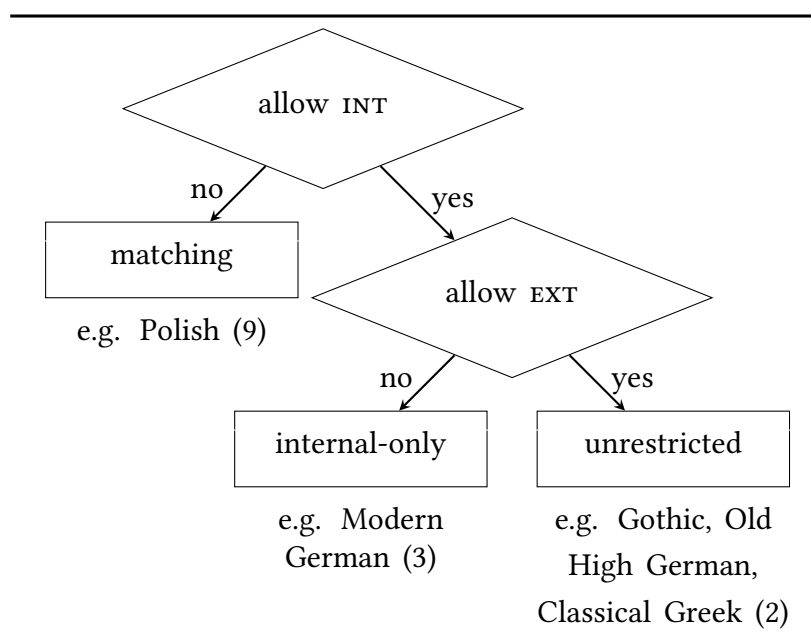 allow INT
no
yes
matching
allow EXT
e.g. Polish (9)
no
yes
internal-only
unrestricted
e.g. Modern
German (3)
e.g. Gothic, Old
High German,
Classical Greek (2)